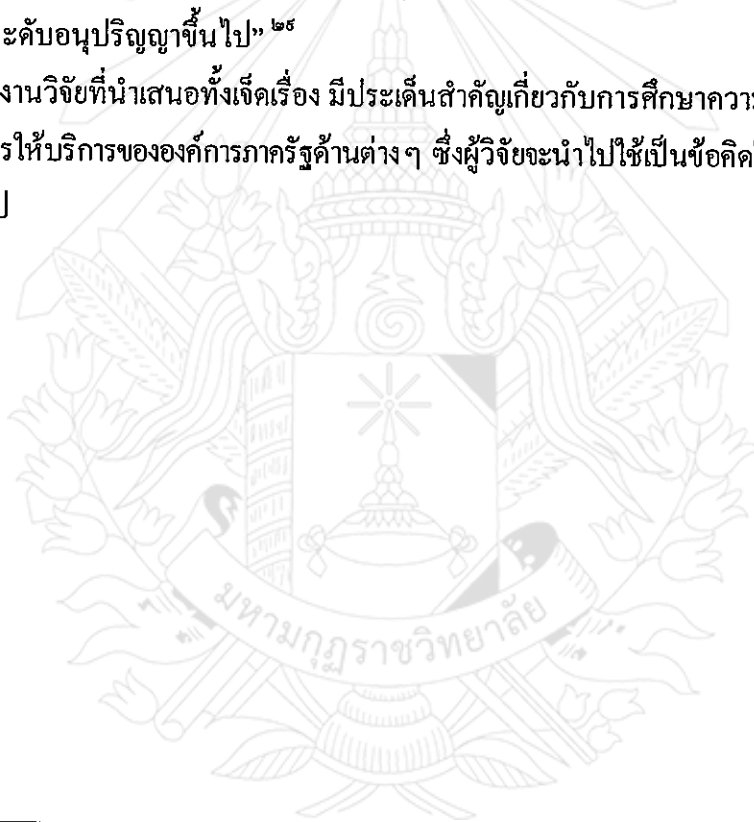 ะดับอนุปริญญาขึ้นไป” ๒๙
งานวิจัยที่นำเสนอทั้งเจ็ดเรื่อง มีประเด็นสำคัญเกี่ยวกับการศึกษาควา
รให้บริการขององค์การภาครัฐด้านต่างๆ ซึ่งผู้วิจัยจะนำไปใช้เป็นข้อคิด
ป
มหามกุฏราชวิทยาลัย